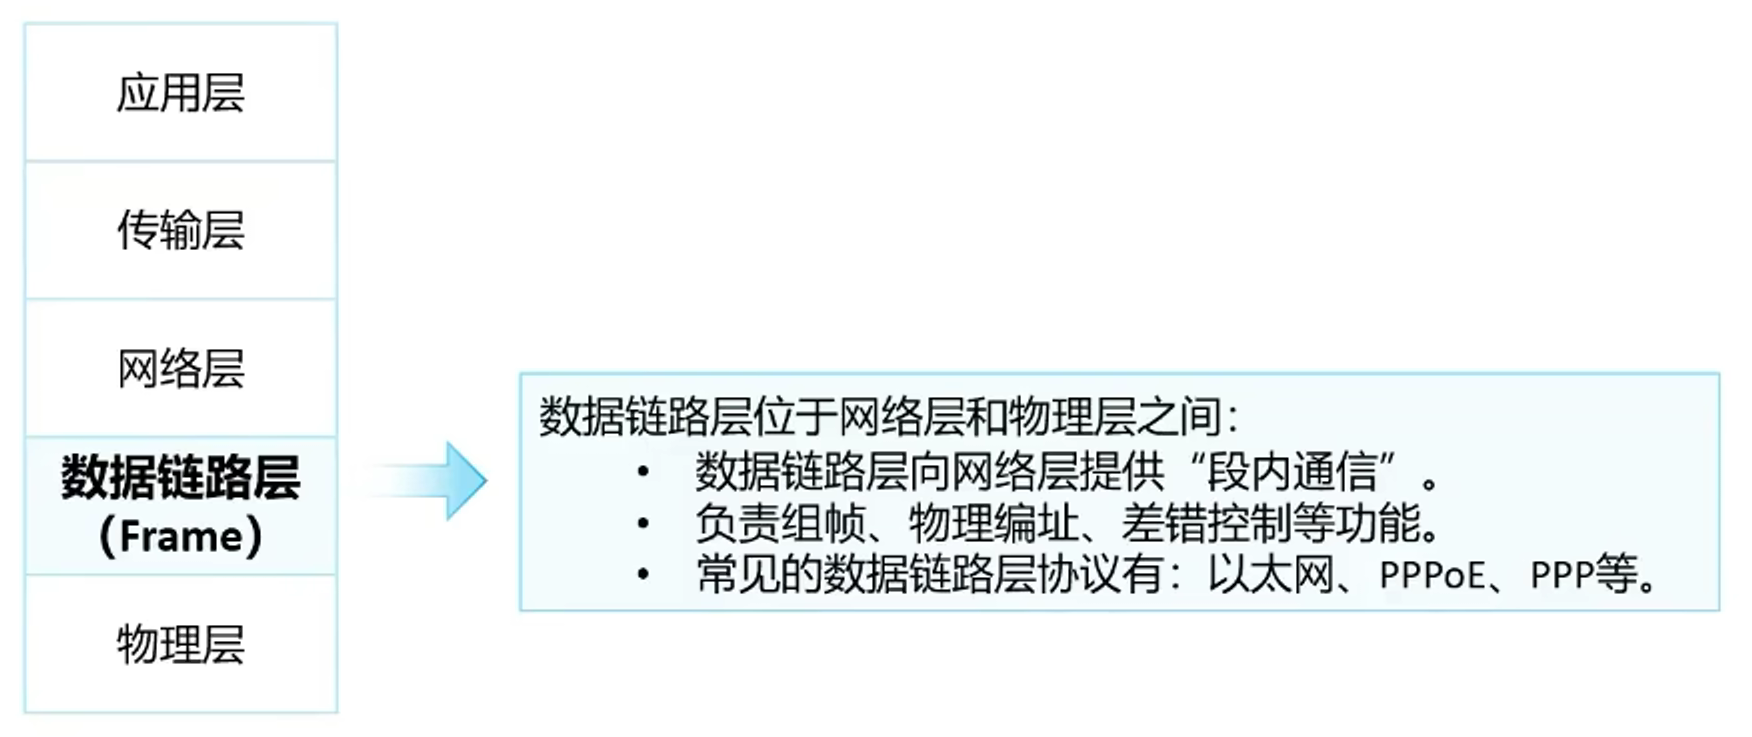 应用层
传输层
网络层
数据链路层
（Frame）
物理层
数据链路层位于网络层和物理层之间：
• 数据链路层向网络层提供“段内通信”。
• 负责组帧、物理编址、差错控制等功能。
• 常见的数据链路层协议有：以太网、PPPoE、PPP等。